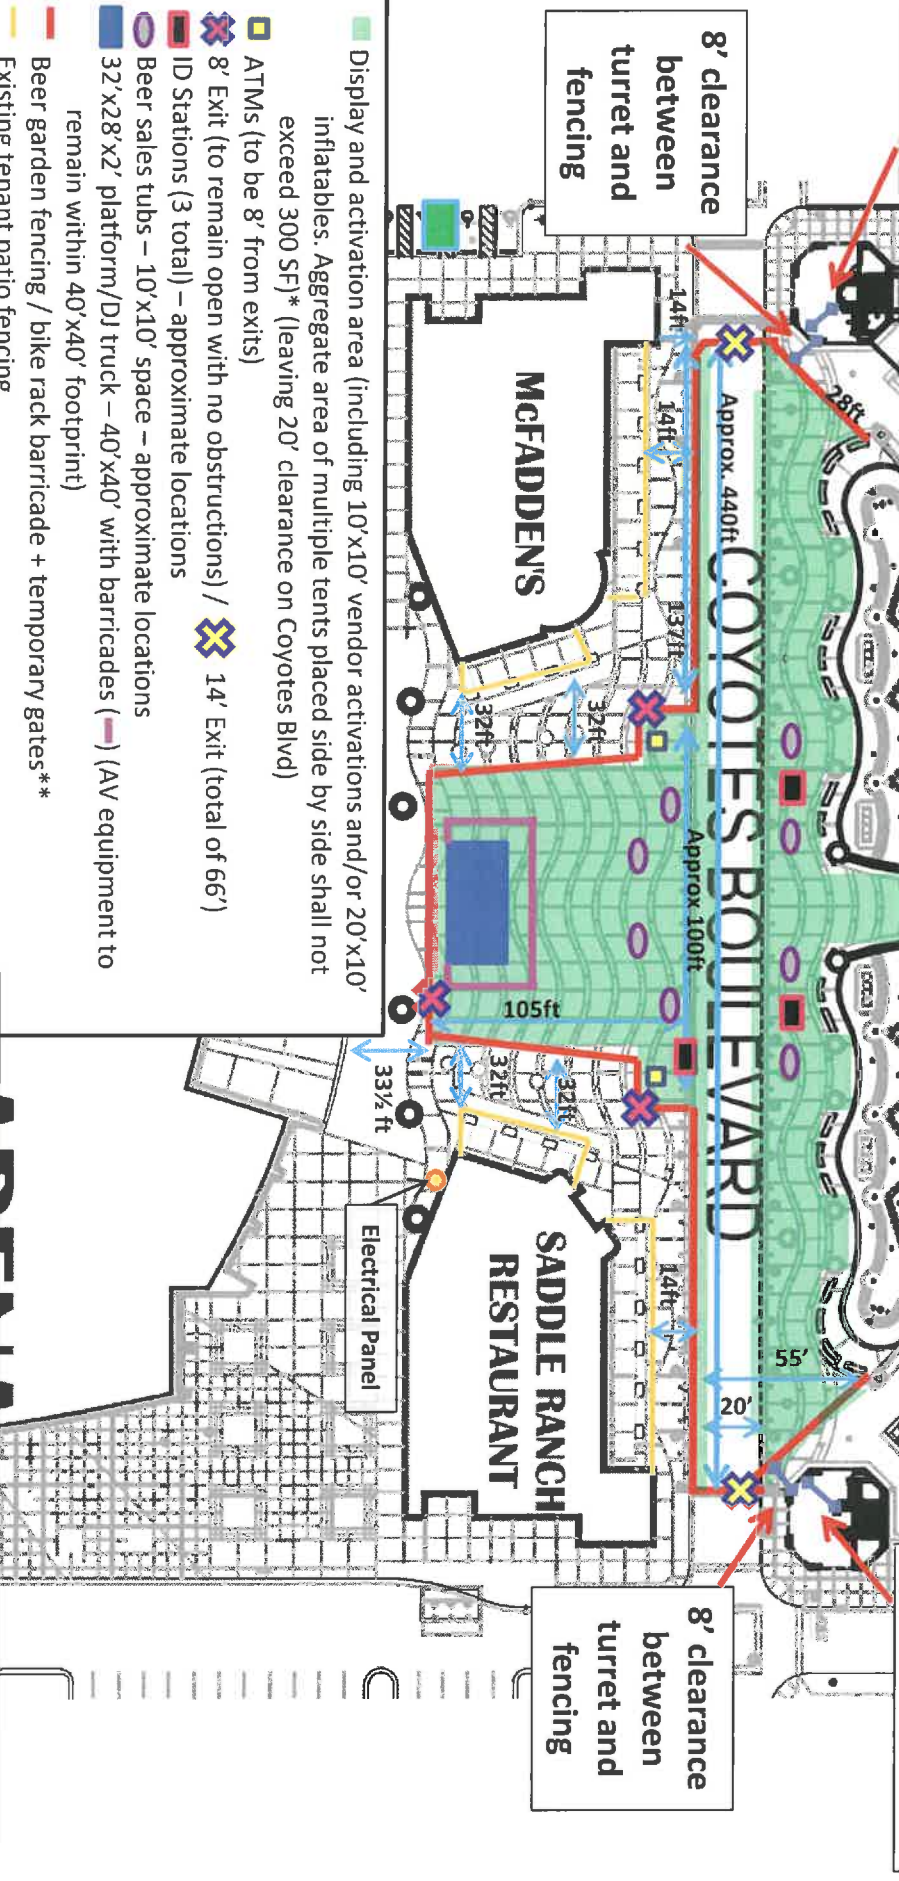 8’ clearance
between
turret and
fencing
28ft
14ft
14ft
Approx. 440ft
137ft
COYOTES BOULEVARD
McFADDEN'S
32ft
32ft
Approx 100ft
105ft
32ft
32ft
33½ ft
14ft
55’
20’
SADDLE RANCH
RESTAURANT
Electrical Panel
8’ clearance
between
turret and
fencing
Display and activation area (including 10’x10’ vendor activations and/or 20’x10’
inflatables. Aggregate area of multiple tents placed side by side shall not
exceed 300 SF)* (leaving 20’ clearance on Coyotes Blvd)
ATMs (to be 8’ from exits)
8’ Exit (to remain open with no obstructions) / 14’ Exit (total of 66’)
ID Stations (3 total) – approximate locations
Beer sales tubs – 10’x10’ space – approximate locations
32’x28’x2’ platform/DJ truck – 40’x40’ with barricades ( ) (AV equipment to
remain within 40’x40’ footprint)
Beer garden fencing / bike rack barricade + temporary gates**
Existing tenant patio fencing